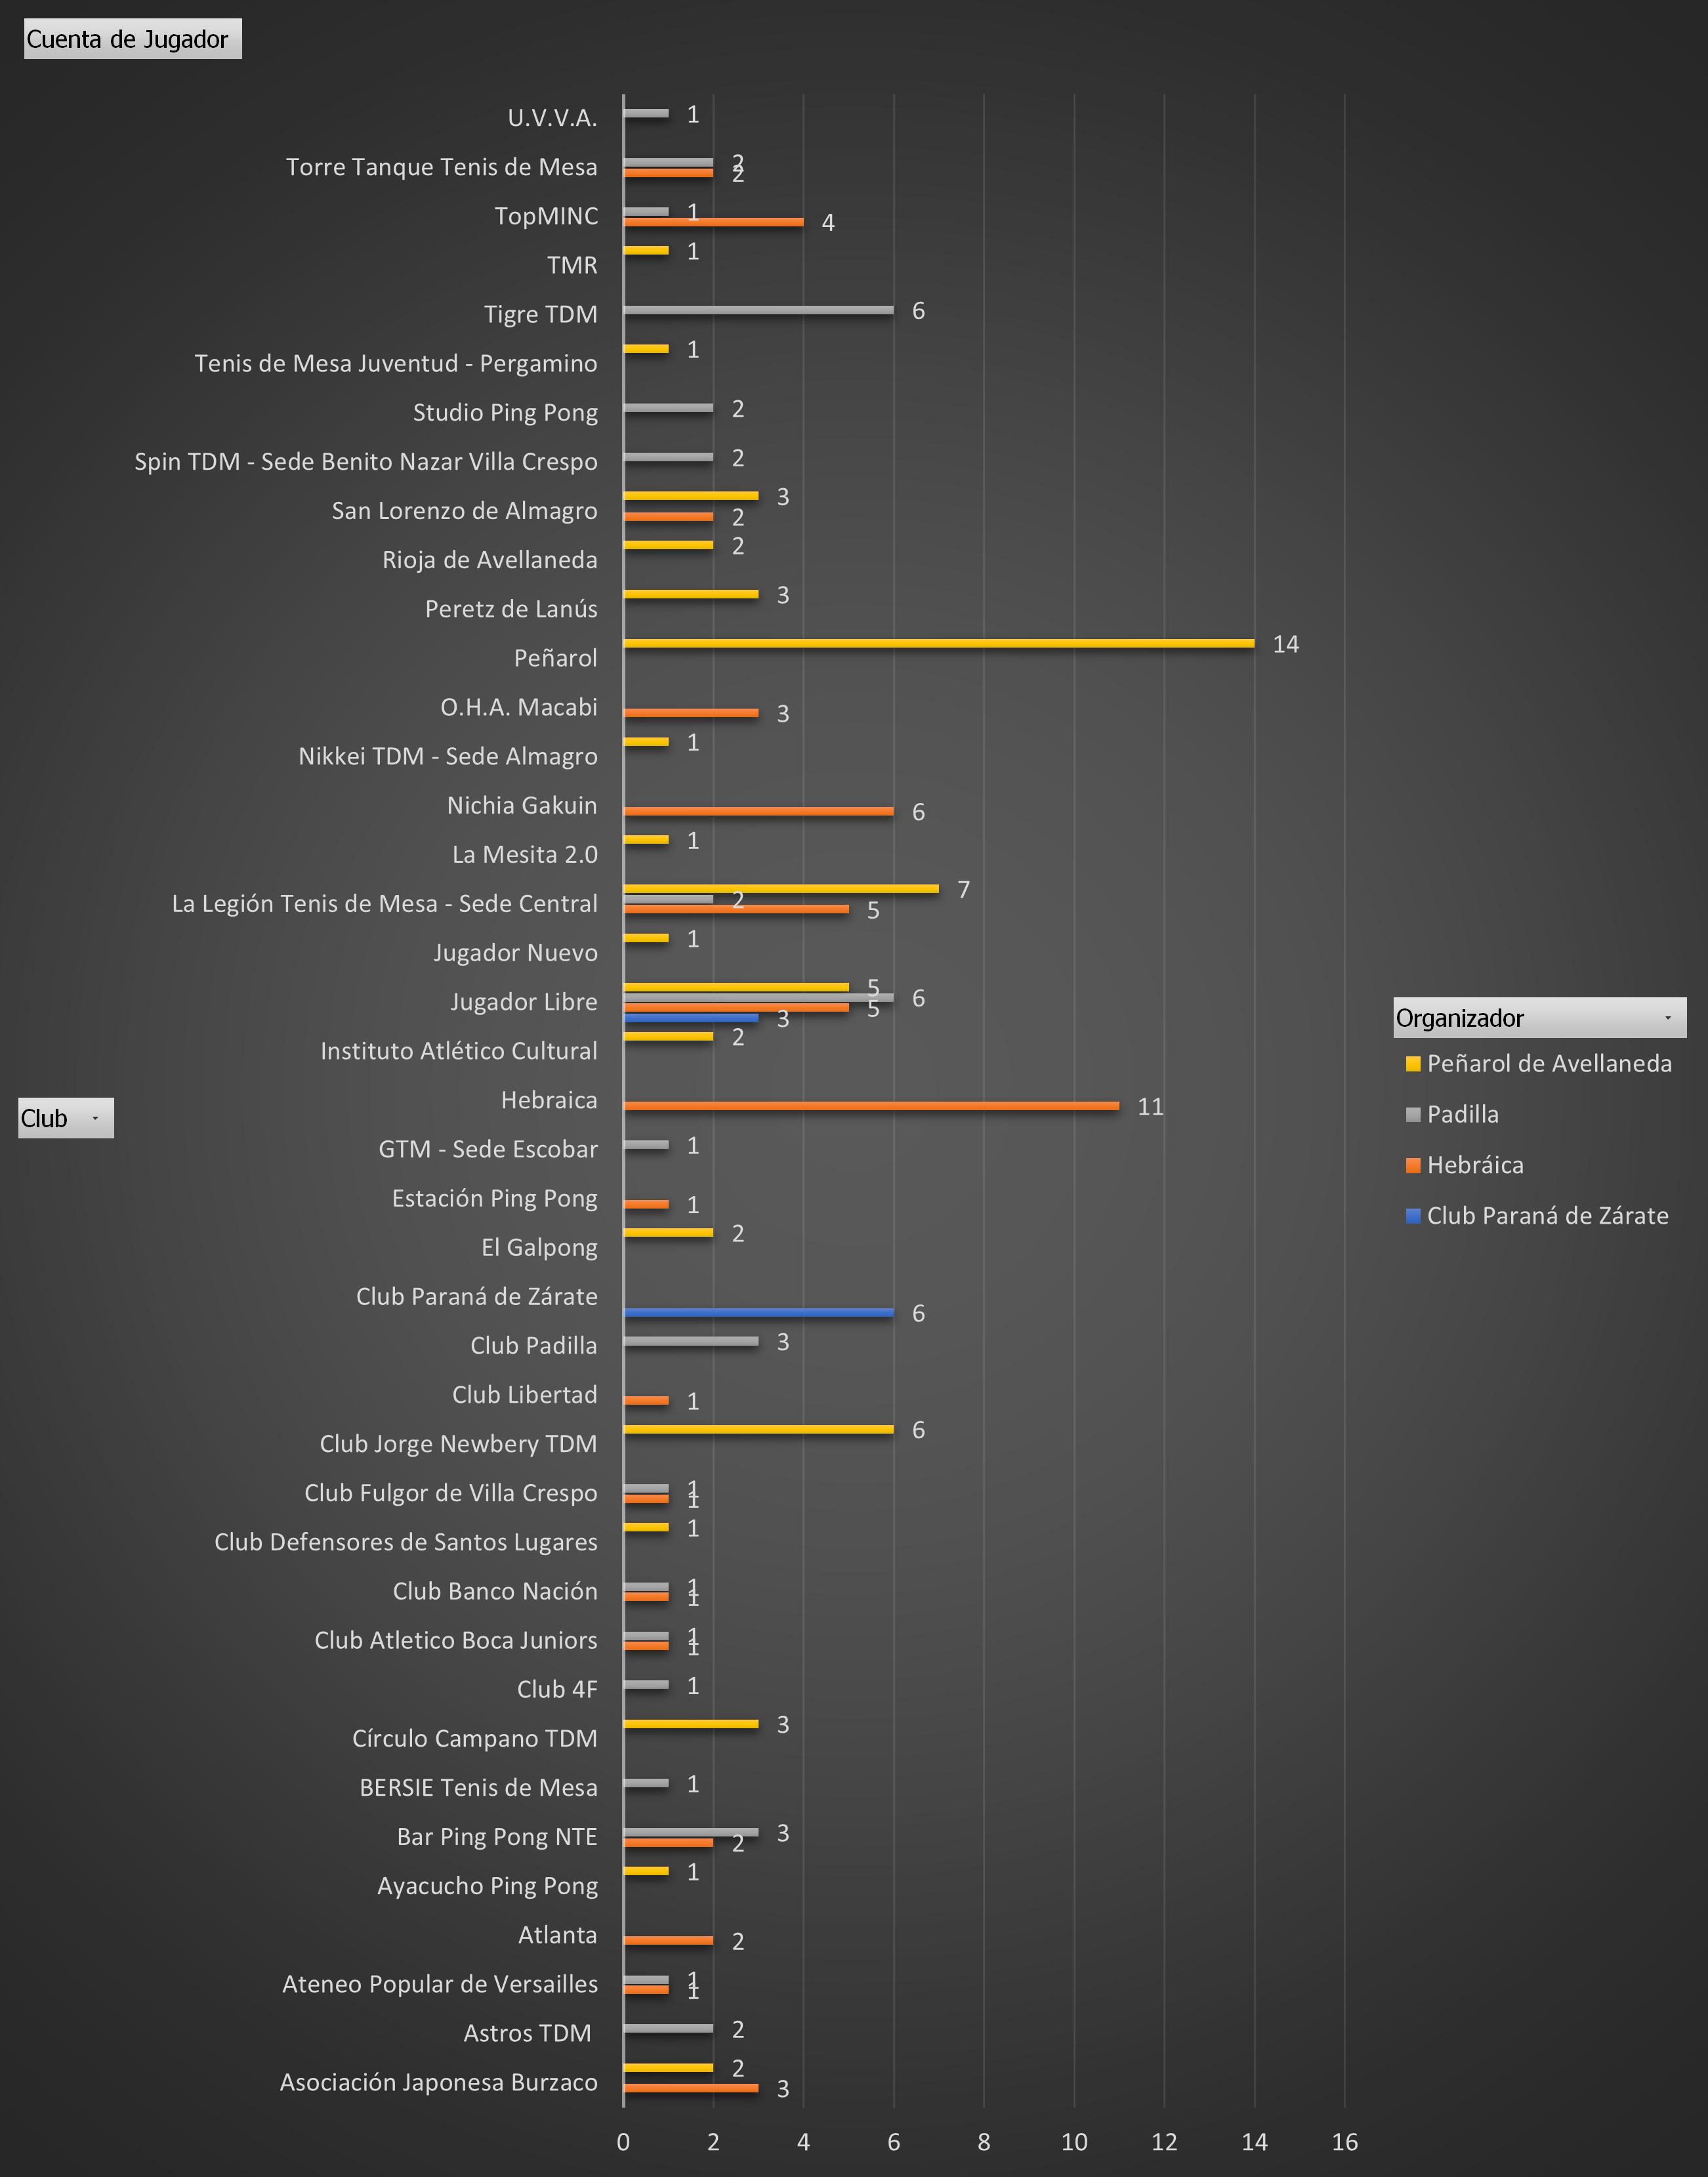 Cuenta de Jugador
U.V.V.A. 1
Torre Tanque Tenis de Mesa 2 2
TopMINC 1 4
TMR 1
Tigre TDM 6
Tenis de Mesa Juventud - Pergamino 1
Studio Ping Pong 2
Spin TDM - Sede Benito Nazar Villa Crespo 2
San Lorenzo de Almagro 3 2
Rioja de Avellaneda 2
Peretz de Lanús 3
Peñarol 14
O.H.A. Macabi 3
Nikkei TDM - Sede Almagro 1
Nichia Gakuin 6
La Mesita 2.0 1
La Legión Tenis de Mesa - Sede Central 7 2 5
Jugador Nuevo 1
Jugador Libre 5 6 5 3
Instituto Atlético Cultural 2
Hebraica 11
GTM - Sede Escobar 1
Estación Ping Pong 1
El Galpong 2
Club Paraná de Zárate 6
Club Padilla 3
Club Libertad 1
Club Jorge Newbery TDM 6
Club Fulgor de Villa Crespo 1 1
Club Defensores de Santos Lugares 1
Club Banco Nación 1 1
Club Atletico Boca Juniors 1 1
Club 4F 1
Círculo Campano TDM 3
BERSIE Tenis de Mesa 1
Bar Ping Pong NTE 3 2
Ayacucho Ping Pong 1
Atlanta 2
Ateneo Popular de Versailles 1 1
Astros TDM 2
Asociación Japonesa Burzaco 2 3
0 2 4 6 8 10 12 14 16
Club
Organizador
Peñarol de Avellaneda
Padilla
Hebráica
Club Paraná de Zárate